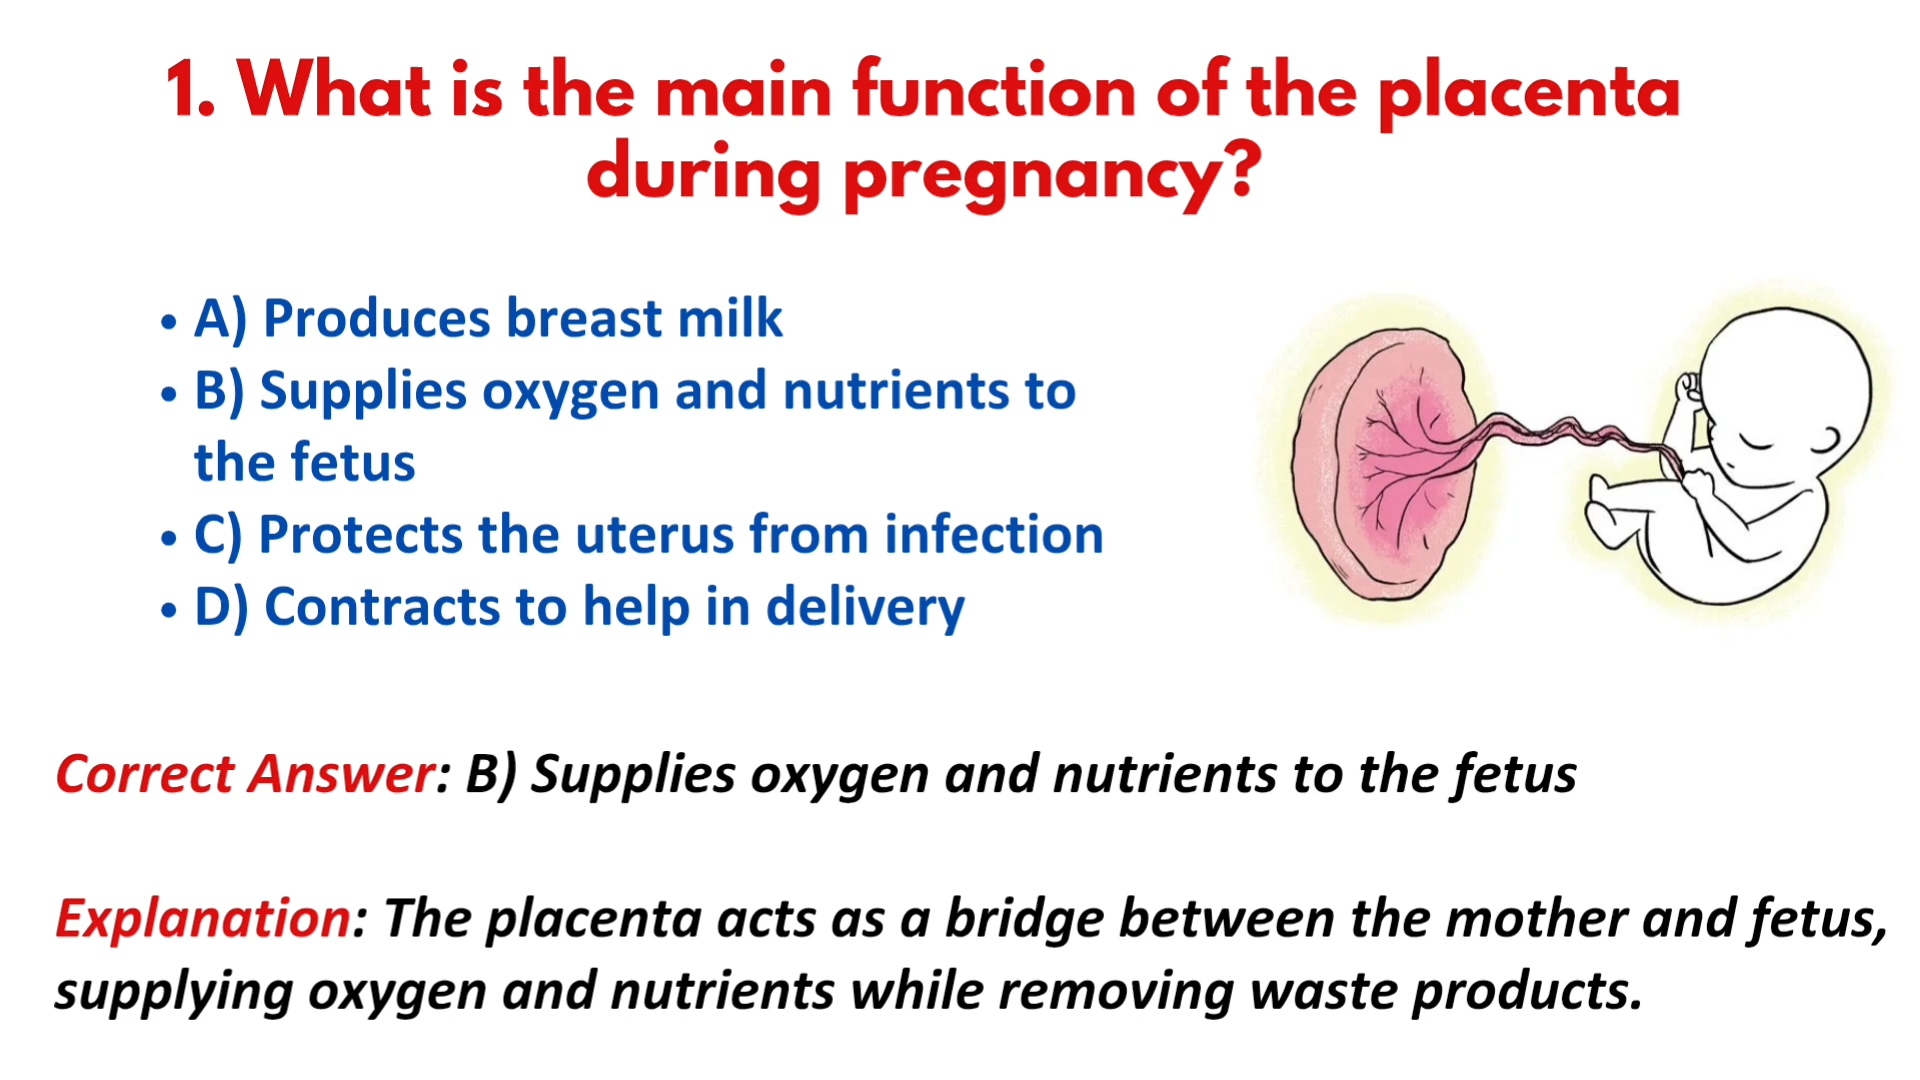 1. What is the main function of the placenta
during pregnancy?
• A) Produces breast milk
• B) Supplies oxygen and nutrients to
the fetus
• C) Protects the uterus from infection
• D) Contracts to help in delivery
Correct Answer: B) Supplies oxygen and nutrients to the fetus
Explanation: The placenta acts as a bridge between the mother and fetus,
supplying oxygen and nutrients while removing waste products.